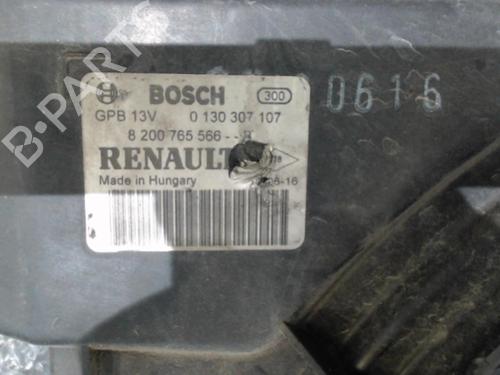 B-PARTS
BOSCH 300 0616
GPB 13V 0 130 307 107
8 200 765 566
RENAULT
Made in Hungary